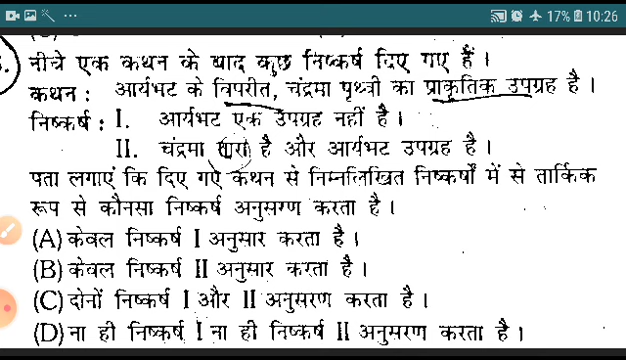 17% 10:26
नीचे एक कथन के बाद कुछ निष्कर्ष दिए गए हैं।
कथन : आर्यभट के विपरीत, चंद्रमा पृथ्वी का प्राकृतिक उपग्रह है।
निष्कर्ष : I. आर्यभट एक उपग्रह नहीं है।
II. चंद्रमा तारा है और आर्यभट उपग्रह है।
पता लगाएं कि दिए गए कथन से निम्नलिखित निष्कर्षों में से तार्किक
रूप से कौनसा निष्कर्ष अनुसरण करता है।
(A) केवल निष्कर्ष I अनुसार करता है।
(B) केवल निष्कर्ष II अनुसार करता है।
(C) दोनों निष्कर्ष I और II अनुसरण करता है।
(D) ना ही निष्कर्ष I ना ही निष्कर्ष II अनुसरण करता है।